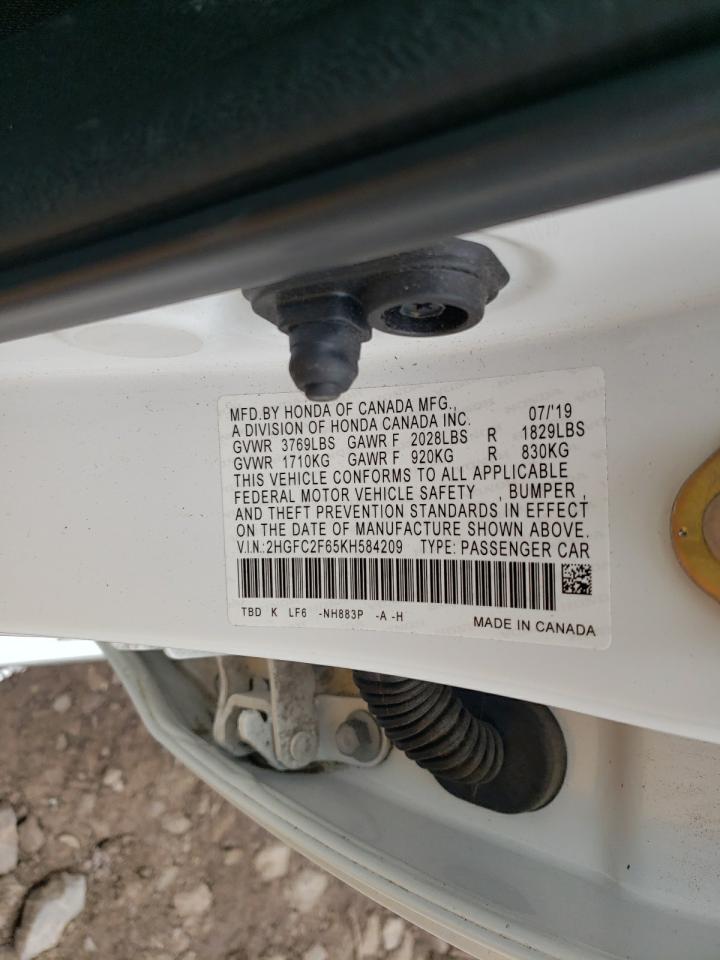 MFD.BY HONDA OF CANADA MFG., 07/'19
A DIVISION OF HONDA CANADA INC.
GVWR 3769LBS GAWR F 2028LBS R 1829LBS
GVWR 1710KG GAWR F 920KG R 830KG
THIS VEHICLE CONFORMS TO ALL APPLICABLE
FEDERAL MOTOR VEHICLE SAFETY , BUMPER ,
AND THEFT PREVENTION STANDARDS IN EFFECT
ON THE DATE OF MANUFACTURE SHOWN ABOVE.
V.I.N.:2HGFC2F65KH584209 TYPE: PASSENGER CAR
TBD K LF6 -NH883P -A -H
MADE IN CANADA